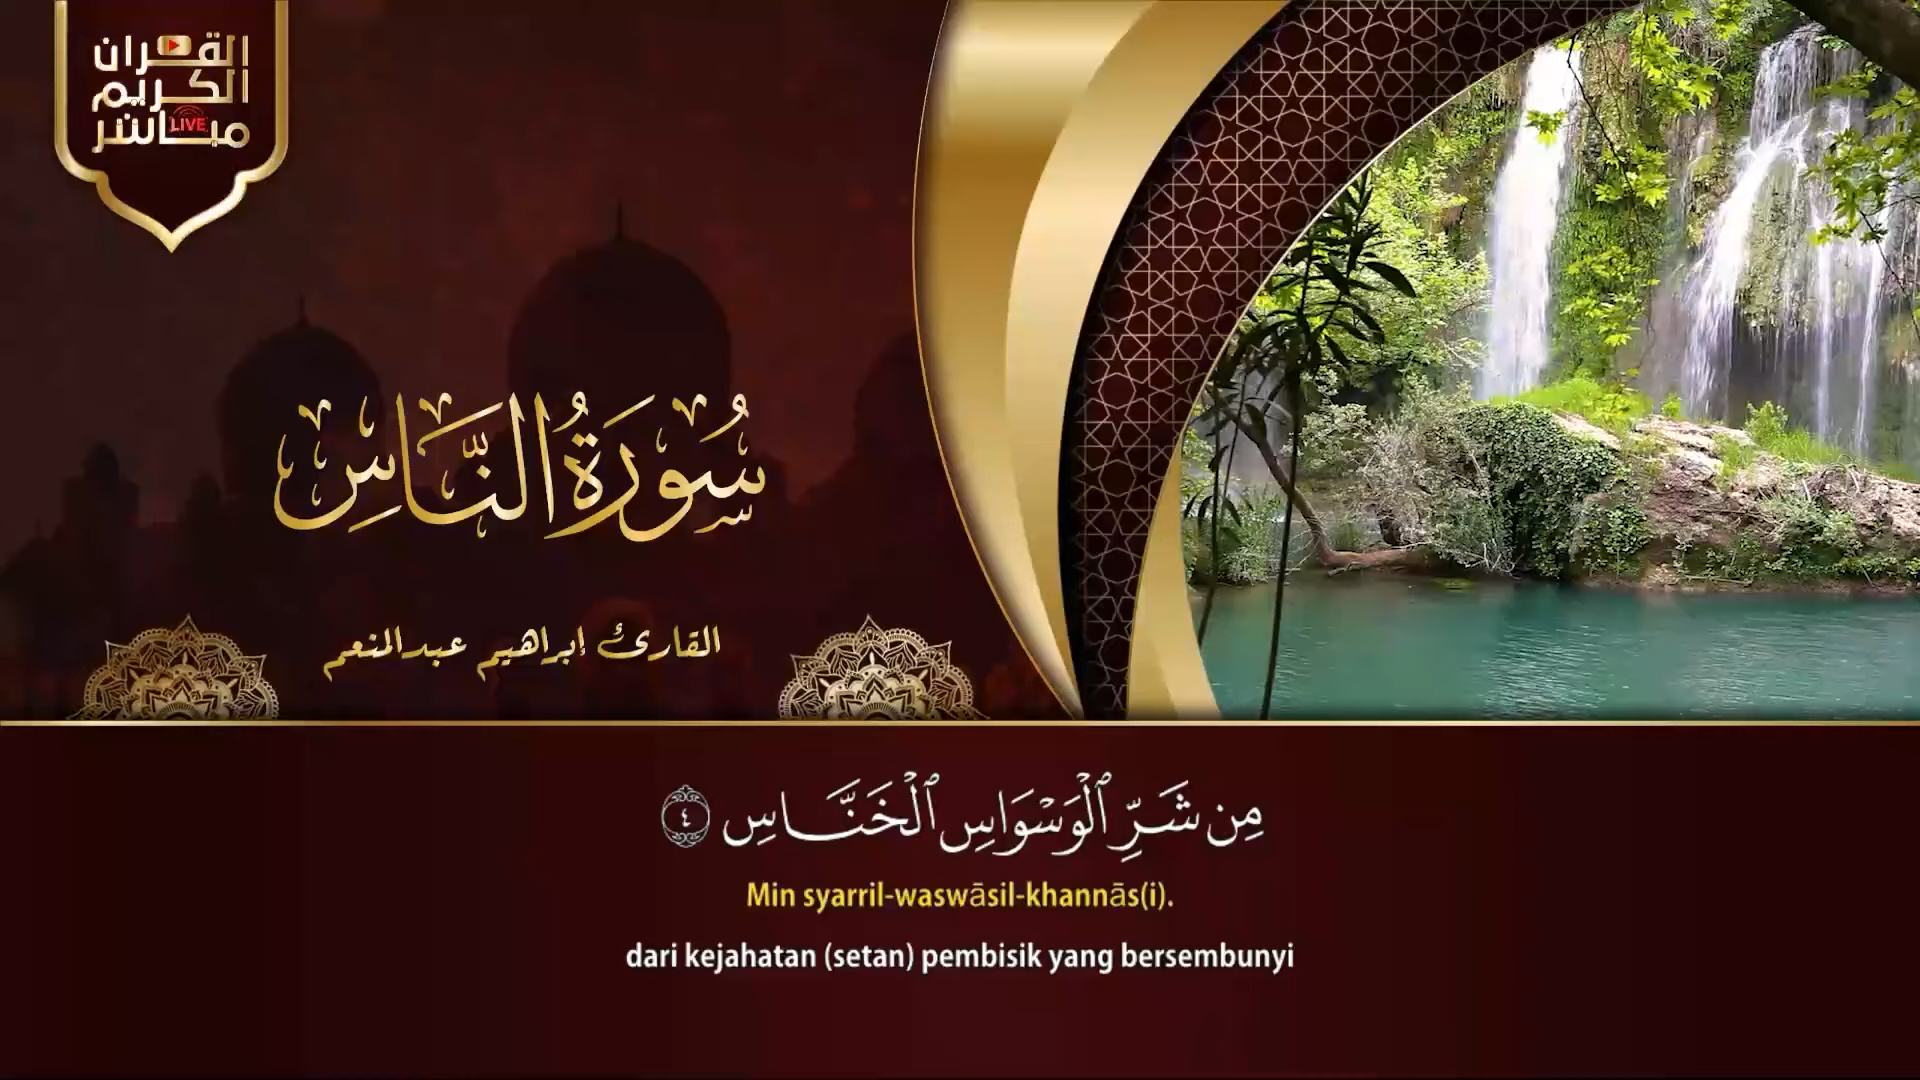 القرآن
الكريم
مباشر
LIVE
سُورَةُ النَّاسِ
القارئ إبراهيم عبدالمنعم
مِن شَرِّ ٱلْوَسْوَاسِ ٱلْخَنَّاسِ ٤
Min syarril-waswāsil-khannās(i).
dari kejahatan (setan) pembisik yang bersembunyi